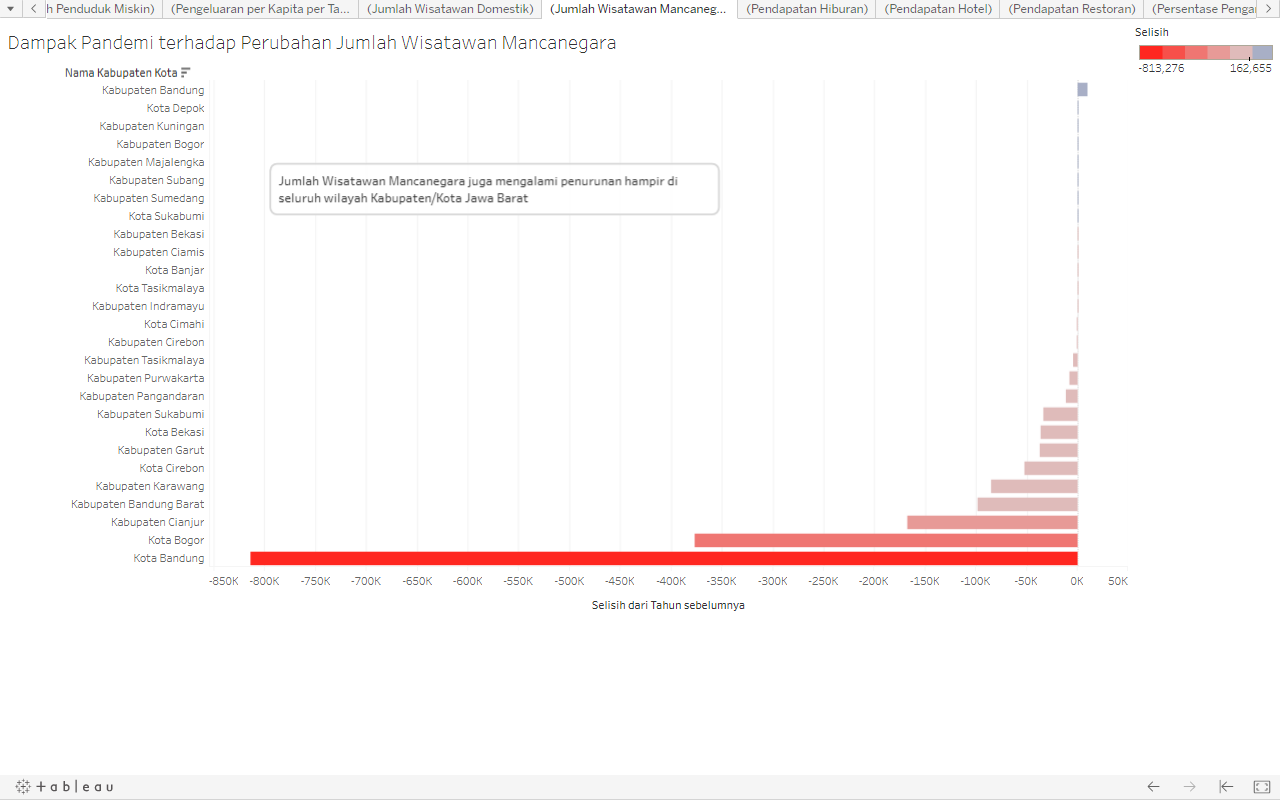 h Penduduk Miskin)
(Pengeluaran per Kapita per Ta...
(Jumlah Wisatawan Domestik)
(Jumlah Wisatawan Mancaneg...
(Pendapatan Hiburan)
(Pendapatan Hotel)
(Pendapatan Restoran)
(Persentase Pengan
Dampak Pandemi terhadap Perubahan Jumlah Wisatawan Mancanegara
Selisih
-813,276 162,655
Nama Kabupaten Kota
Kabupaten Bandung
Kota Depok
Kabupaten Kuningan
Kabupaten Bogor
Kabupaten Majalengka
Kabupaten Subang
Kabupaten Sumedang
Kota Sukabumi
Kabupaten Bekasi
Kabupaten Ciamis
Kota Banjar
Kota Tasikmalaya
Kabupaten Indramayu
Kota Cimahi
Kabupaten Cirebon
Kabupaten Tasikmalaya
Kabupaten Purwakarta
Kabupaten Pangandaran
Kabupaten Sukabumi
Kota Bekasi
Kabupaten Garut
Kota Cirebon
Kabupaten Karawang
Kabupaten Bandung Barat
Kabupaten Cianjur
Kota Bogor
Kota Bandung
Jumlah Wisatawan Mancanegara juga mengalami penurunan hampir di
seluruh wilayah Kabupaten/Kota Jawa Barat
-850K -800K -750K -700K -650K -600K -550K -500K -450K -400K -350K -300K -250K -200K -150K -100K -50K 0K 50K
Selisih dari Tahun sebelumnya
+ableau